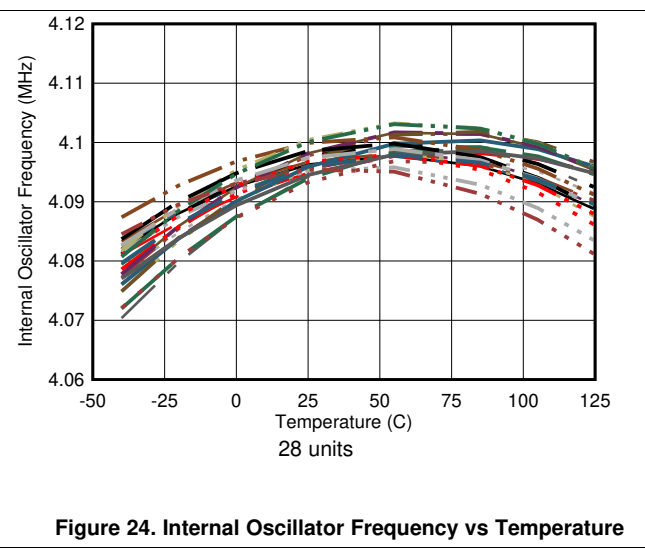 4.12
4.11
4.1
4.09
4.08
4.07
4.06
Internal Oscillator Frequency (MHz)
-50 -25 0 25 50 75 100 125
Temperature (C)
28 units
Figure 24. Internal Oscillator Frequency vs Temperature